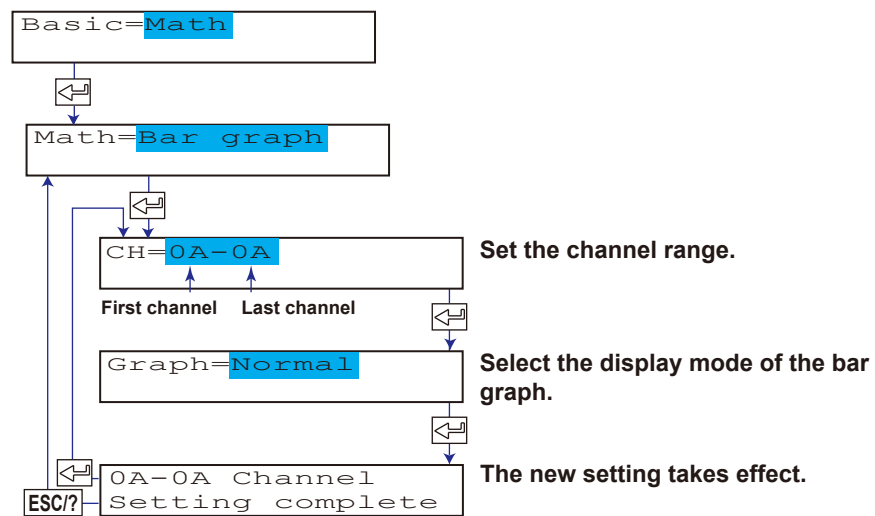 Basic=Math
Math=Bar graph
CH=0A-0A
Set the channel range.
First channel Last channel
Graph=Normal
Select the display mode of the bar
graph.
0A-0A Channel
Setting complete
The new setting takes effect.
ESC/?